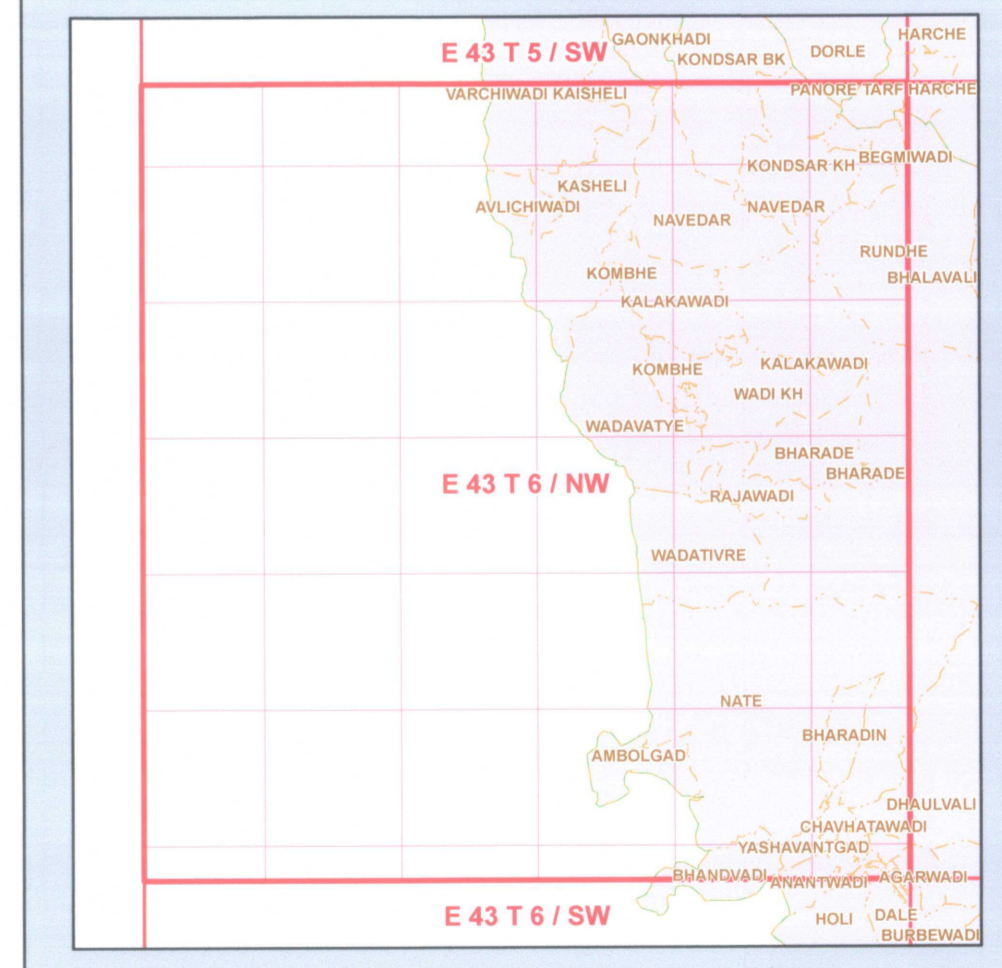 HARCHE
GAONKHADI
E 43 T 5 / SW
DORLE
KONDSAR BK
VARCHIWADI KAISHELI
PANORE TARF HARCHE
BEGMIWADI
KONDSAR KH
KASHELI
AVLICHIWADI
NAVEDAR
NAVEDAR
RUNDHE
KOMBHE
BHALAVALI
KALAKAWADI
KOMBHE
KALAKAWADI
WADI KH
WADAVATYE
BHARADE
BHARADE
E 43 T 6 / NW
RAJAWADI
WADATIVRE
NATE
BHARADIN
AMBOLGAD
DHAULVALI
CHAVHATAWADI
YASHAVANTGAD
BHANDVADI
ANANTWADI
AGARWADI
E 43 T 6 / SW
HOLI
DALE
BURBEWADI